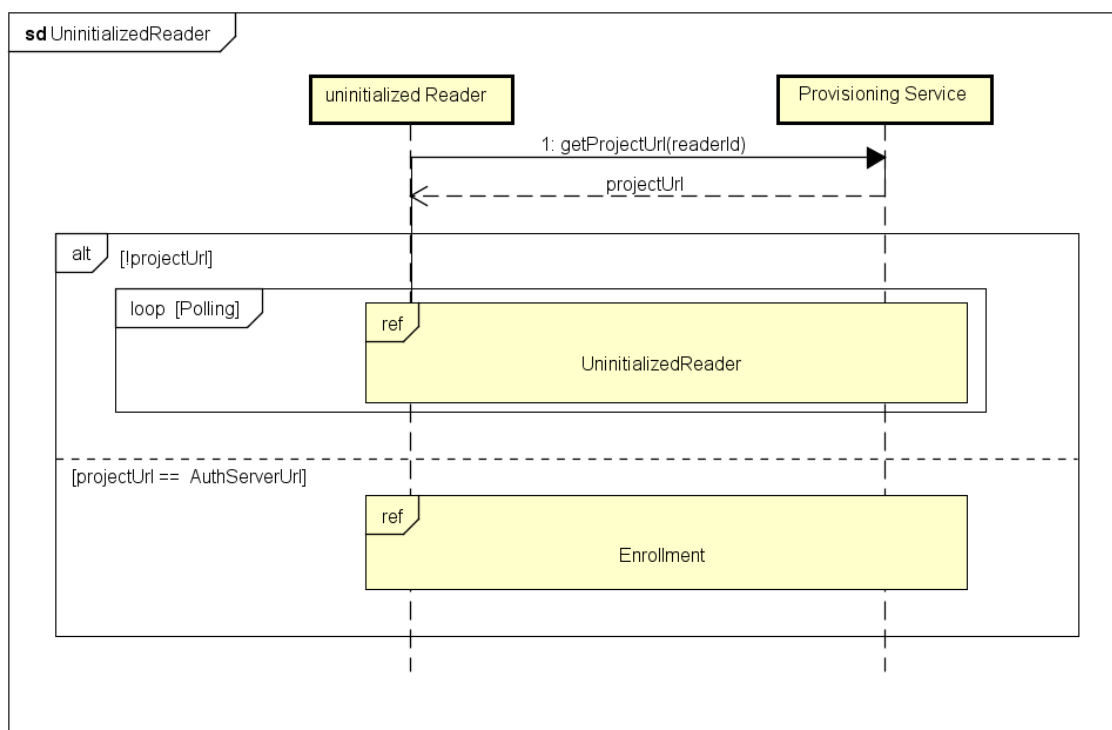 sd UninitializedReader
uninitialized Reader
Provisioning Service
1: getProjectUrl(readerId)
projectUrl
alt
[!projectUrl]
loop [Polling]
ref
UninitializedReader
[projectUrl == AuthServerUrl]
ref
Enrollment